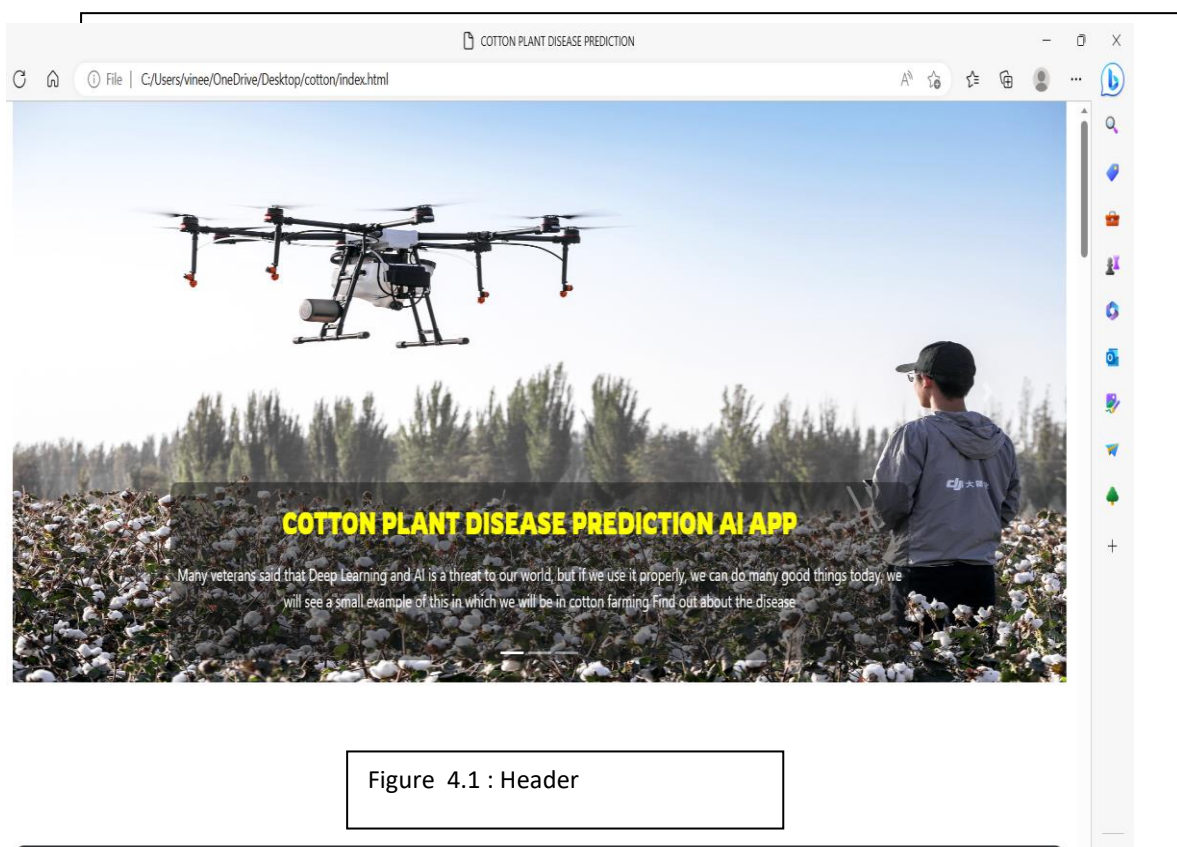 COTTON PLANT DISEASE PREDICTION
File | C:/Users/vinee/OneDrive/Desktop/cotton/index.html
COTTON PLANT DISEASE PREDICTION AI APP
Many veterans said that Deep Learning and AI is a threat to our world, but if we use it properly, we can do many good things today, we
will see a small example of this in which we will be in cotton farming Find out about the disease
Figure 4.1 : Header